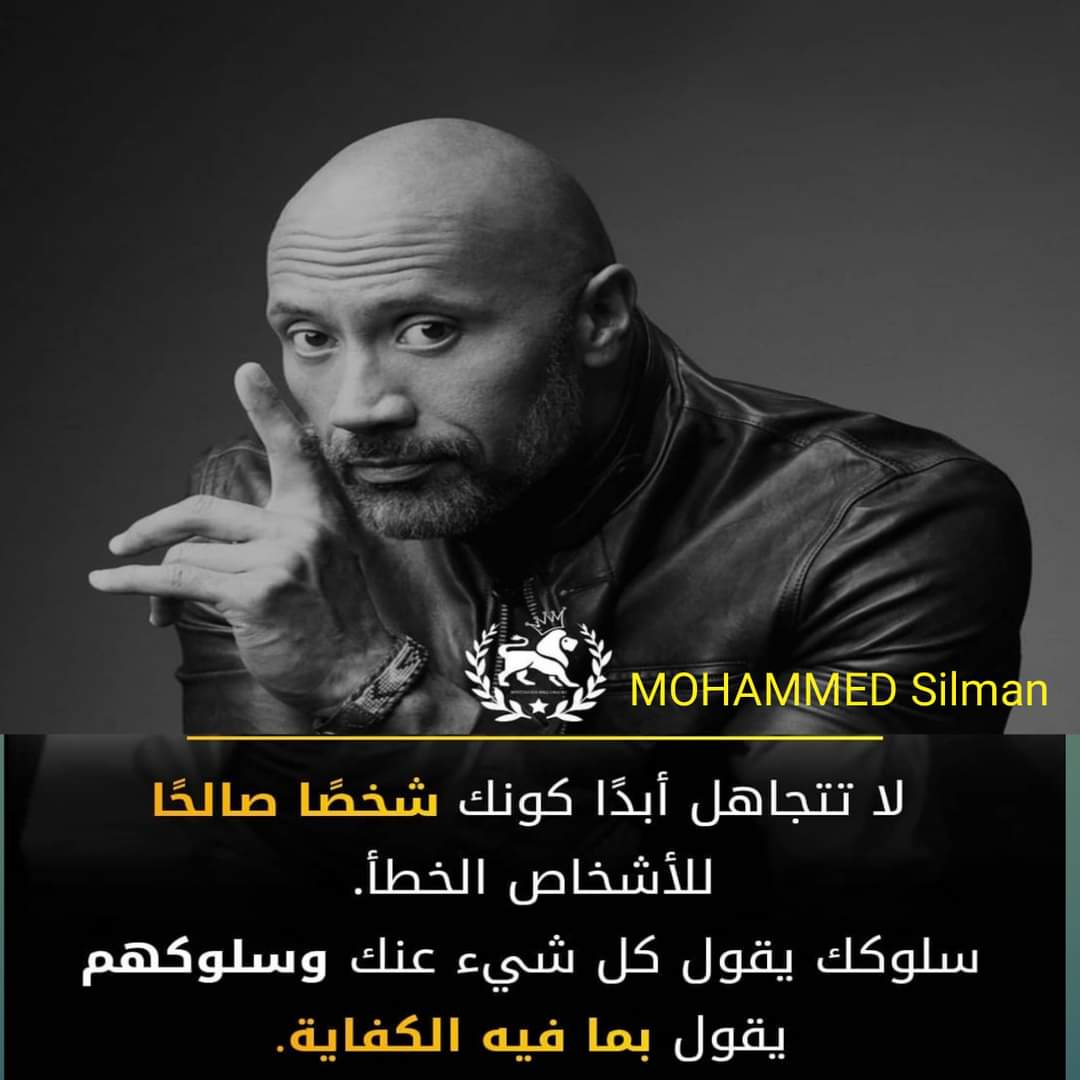 MOHAMMED Silman
لا تتجاهل أبدًا كونك شخصًا صالحًا
للأشخاص الخطأ.
سلوكك يقول كل شيء عنك وسلوكهم
يقول بما فيه الكفاية.